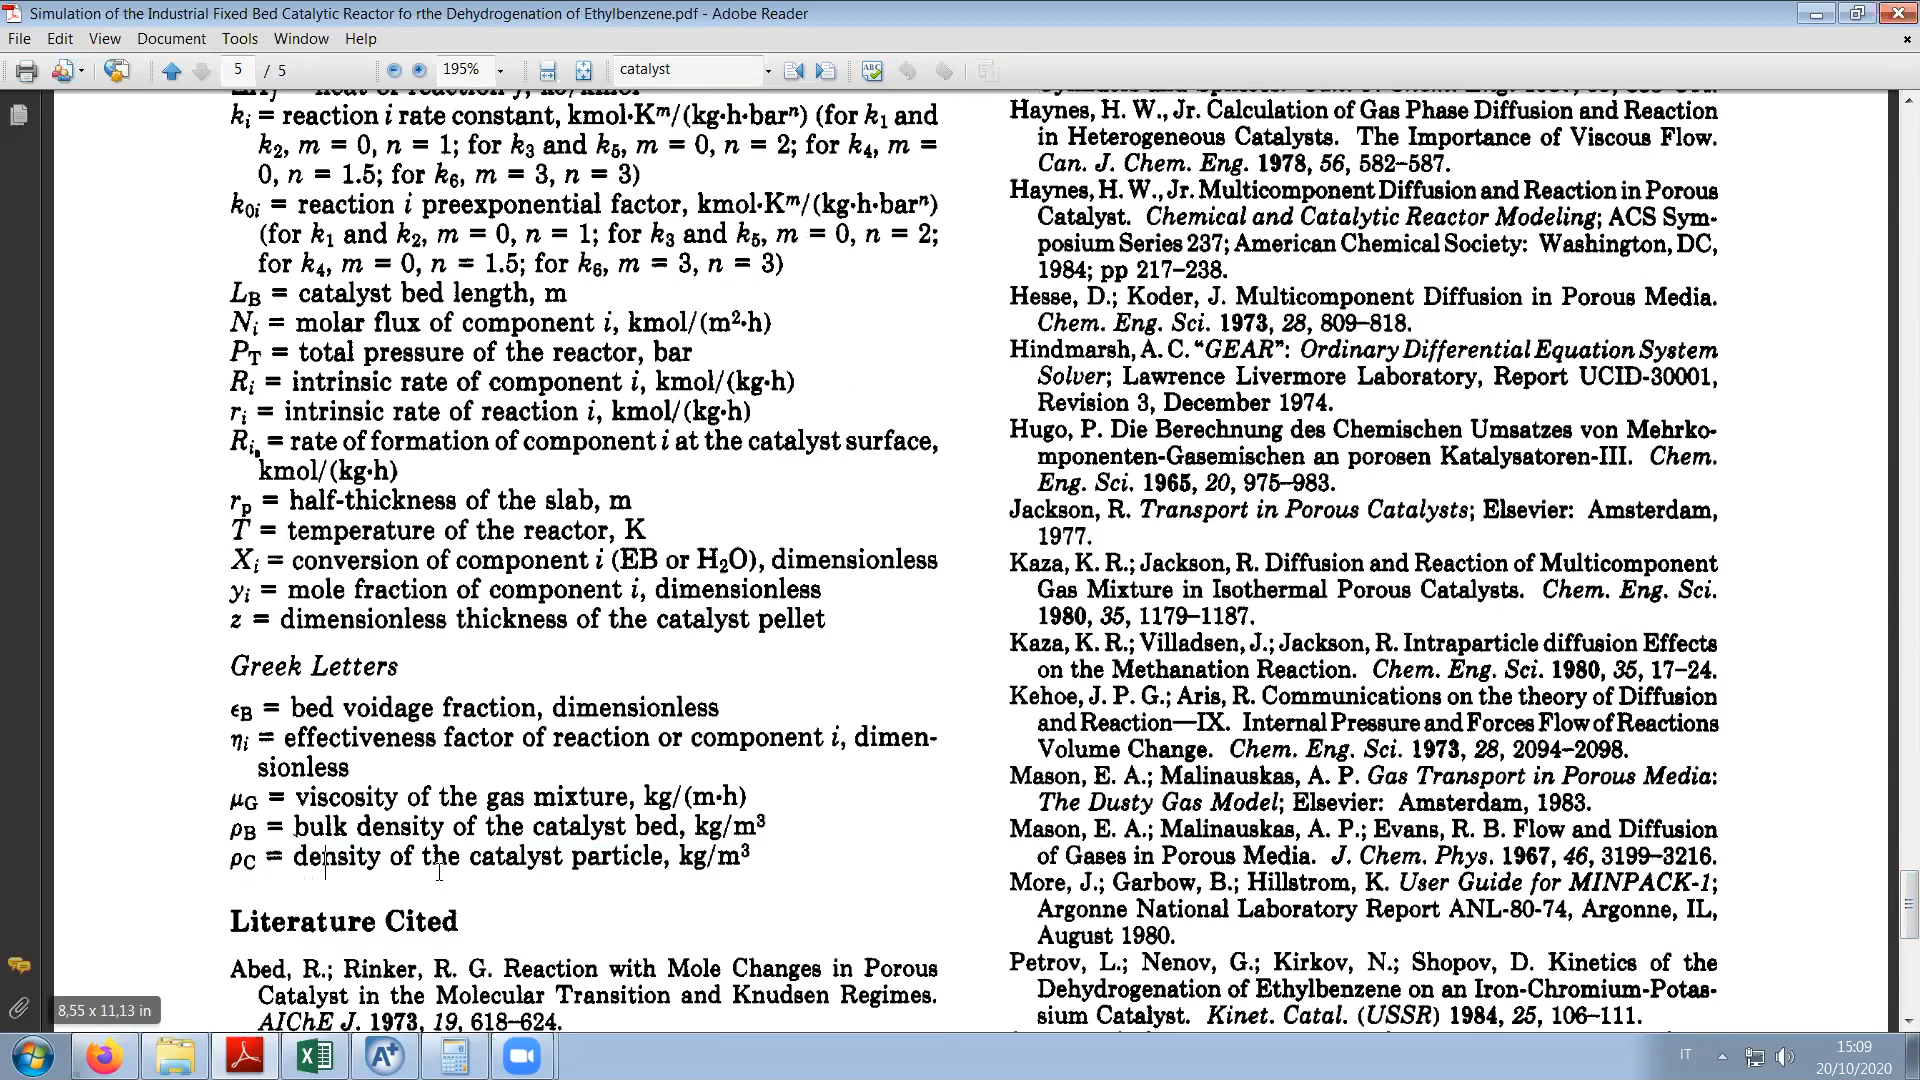 Simulation of the Industrial Fixed Bed Catalytic Reactor fo rthe Dehydrogenation of Ethylbenzene.pdf - Adobe Reader
File Edit View Document Tools Window Help
5 / 5 195% catalyst
kᵢ = reaction i rate constant, kmol·Kᵐ/(kg·h·barⁿ) (for k₁ and
k₂, m = 0, n = 1; for k₃ and k₅, m = 0, n = 2; for k₄, m =
0, n = 1.5; for k₆, m = 3, n = 3)
k₀ᵢ = reaction i preexponential factor, kmol·Kᵐ/(kg·h·barⁿ)
(for k₁ and k₂, m = 0, n = 1; for k₃ and k₅, m = 0, n = 2;
for k₄, m = 0, n = 1.5; for k₆, m = 3, n = 3)
L_B = catalyst bed length, m
Nᵢ = molar flux of component i, kmol/(m²·h)
P_T = total pressure of the reactor, bar
Rᵢ = intrinsic rate of component i, kmol/(kg·h)
rᵢ = intrinsic rate of reaction i, kmol/(kg·h)
Rᵢₛ = rate of formation of component i at the catalyst surface,
kmol/(kg·h)
r_p = half-thickness of the slab, m
T = temperature of the reactor, K
Xᵢ = conversion of component i (EB or H₂O), dimensionless
yᵢ = mole fraction of component i, dimensionless
z = dimensionless thickness of the catalyst pellet
Greek Letters
ϵ_B = bed voidage fraction, dimensionless
ηᵢ = effectiveness factor of reaction or component i, dimen-
sionless
μ_G = viscosity of the gas mixture, kg/(m·h)
ρ_B = bulk density of the catalyst bed, kg/m³
ρ_C = density of the catalyst particle, kg/m³
Literature Cited
Abed, R.; Rinker, R. G. Reaction with Mole Changes in Porous
Catalyst in the Molecular Transition and Knudsen Regimes.
AIChE J. 1973, 19, 618–624.
Haynes, H. W., Jr. Calculation of Gas Phase Diffusion and Reaction
in Heterogeneous Catalysts. The Importance of Viscous Flow.
Can. J. Chem. Eng. 1978, 56, 582–587.
Haynes, H. W., Jr. Multicomponent Diffusion and Reaction in Porous
Catalyst. Chemical and Catalytic Reactor Modeling; ACS Sym-
posium Series 237; American Chemical Society: Washington, DC,
1984; pp 217–238.
Hesse, D.; Koder, J. Multicomponent Diffusion in Porous Media.
Chem. Eng. Sci. 1973, 28, 809–818.
Hindmarsh, A. C. "GEAR": Ordinary Differential Equation System
Solver; Lawrence Livermore Laboratory, Report UCID-30001,
Revision 3, December 1974.
Hugo, P. Die Berechnung des Chemischen Umsatzes von Mehrko-
mponenten-Gasemischen an porosen Katalysatoren-III. Chem.
Eng. Sci. 1965, 20, 975–983.
Jackson, R. Transport in Porous Catalysts; Elsevier: Amsterdam,
1977.
Kaza, K. R.; Jackson, R. Diffusion and Reaction of Multicomponent
Gas Mixture in Isothermal Porous Catalysts. Chem. Eng. Sci.
1980, 35, 1179–1187.
Kaza, K. R.; Villadsen, J.; Jackson, R. Intraparticle diffusion Effects
on the Methanation Reaction. Chem. Eng. Sci. 1980, 35, 17–24.
Kehoe, J. P. G.; Aris, R. Communications on the theory of Diffusion
and Reaction—IX. Internal Pressure and Forces Flow of Reactions
Volume Change. Chem. Eng. Sci. 1973, 28, 2094–2098.
Mason, E. A.; Malinauskas, A. P. Gas Transport in Porous Media:
The Dusty Gas Model; Elsevier: Amsterdam, 1983.
Mason, E. A.; Malinauskas, A. P.; Evans, R. B. Flow and Diffusion
of Gases in Porous Media. J. Chem. Phys. 1967, 46, 3199–3216.
More, J.; Garbow, B.; Hillstrom, K. User Guide for MINPACK-1;
Argonne National Laboratory Report ANL-80-74, Argonne, IL,
August 1980.
Petrov, L.; Nenov, G.; Kirkov, N.; Shopov, D. Kinetics of the
Dehydrogenation of Ethylbenzene on an Iron-Chromium-Potas-
sium Catalyst. Kinet. Catal. (USSR) 1984, 25, 106–111.
8,55 x 11,13 in
IT
15:09
20/10/2020